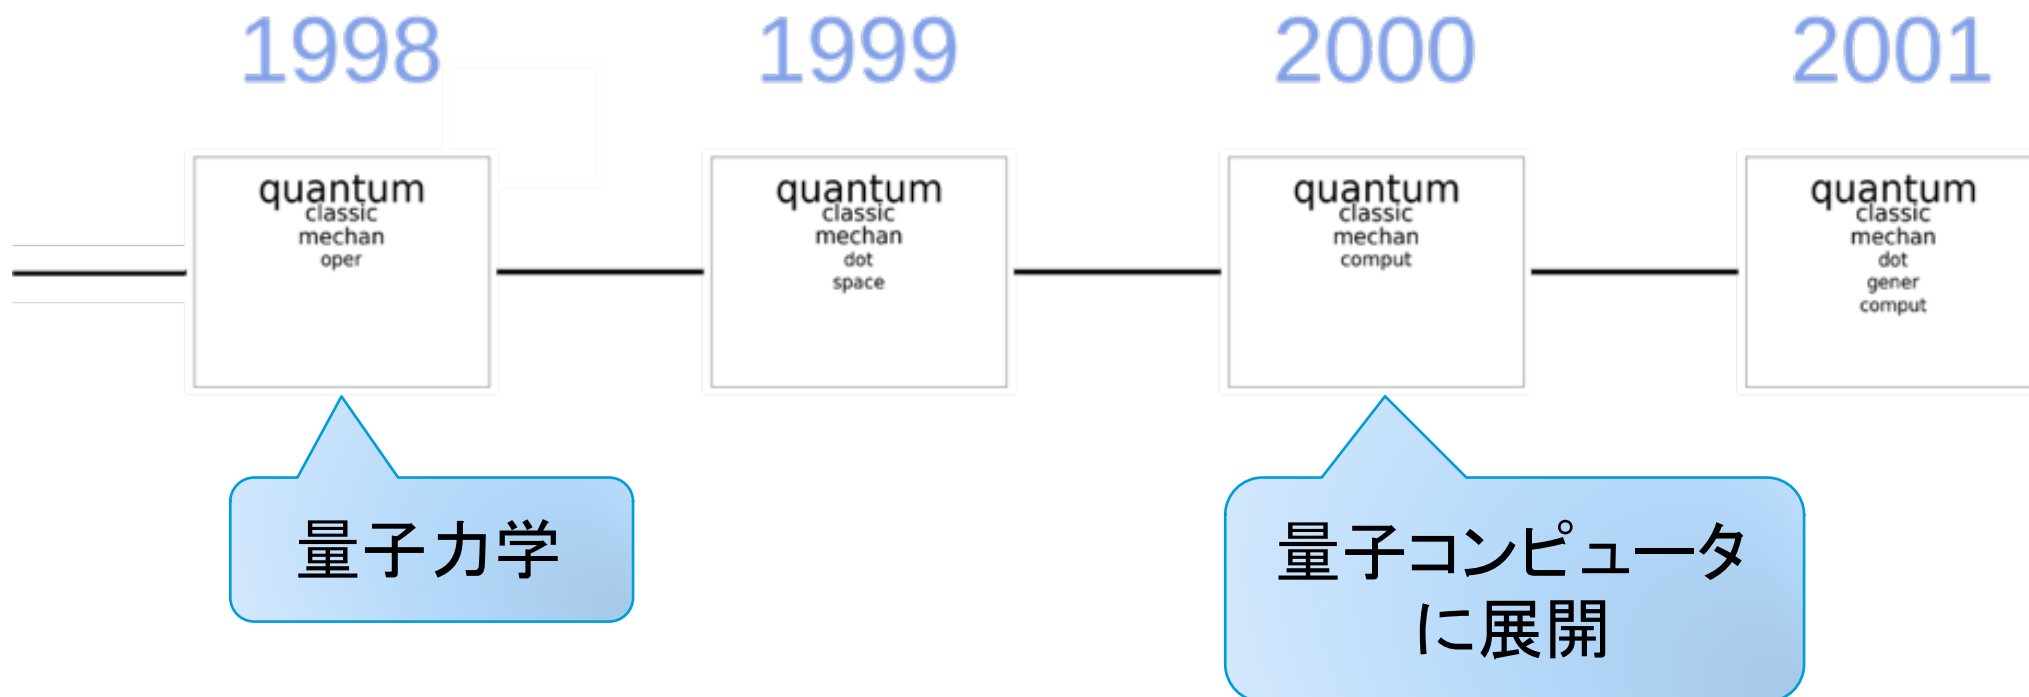 1998
1999
2000
2001
quantum
classic
mechan
oper
quantum
classic
mechan
dot
space
quantum
classic
mechan
comput
quantum
classic
mechan
dot
gener
comput
量子力学
量子コンピュータ
に展開